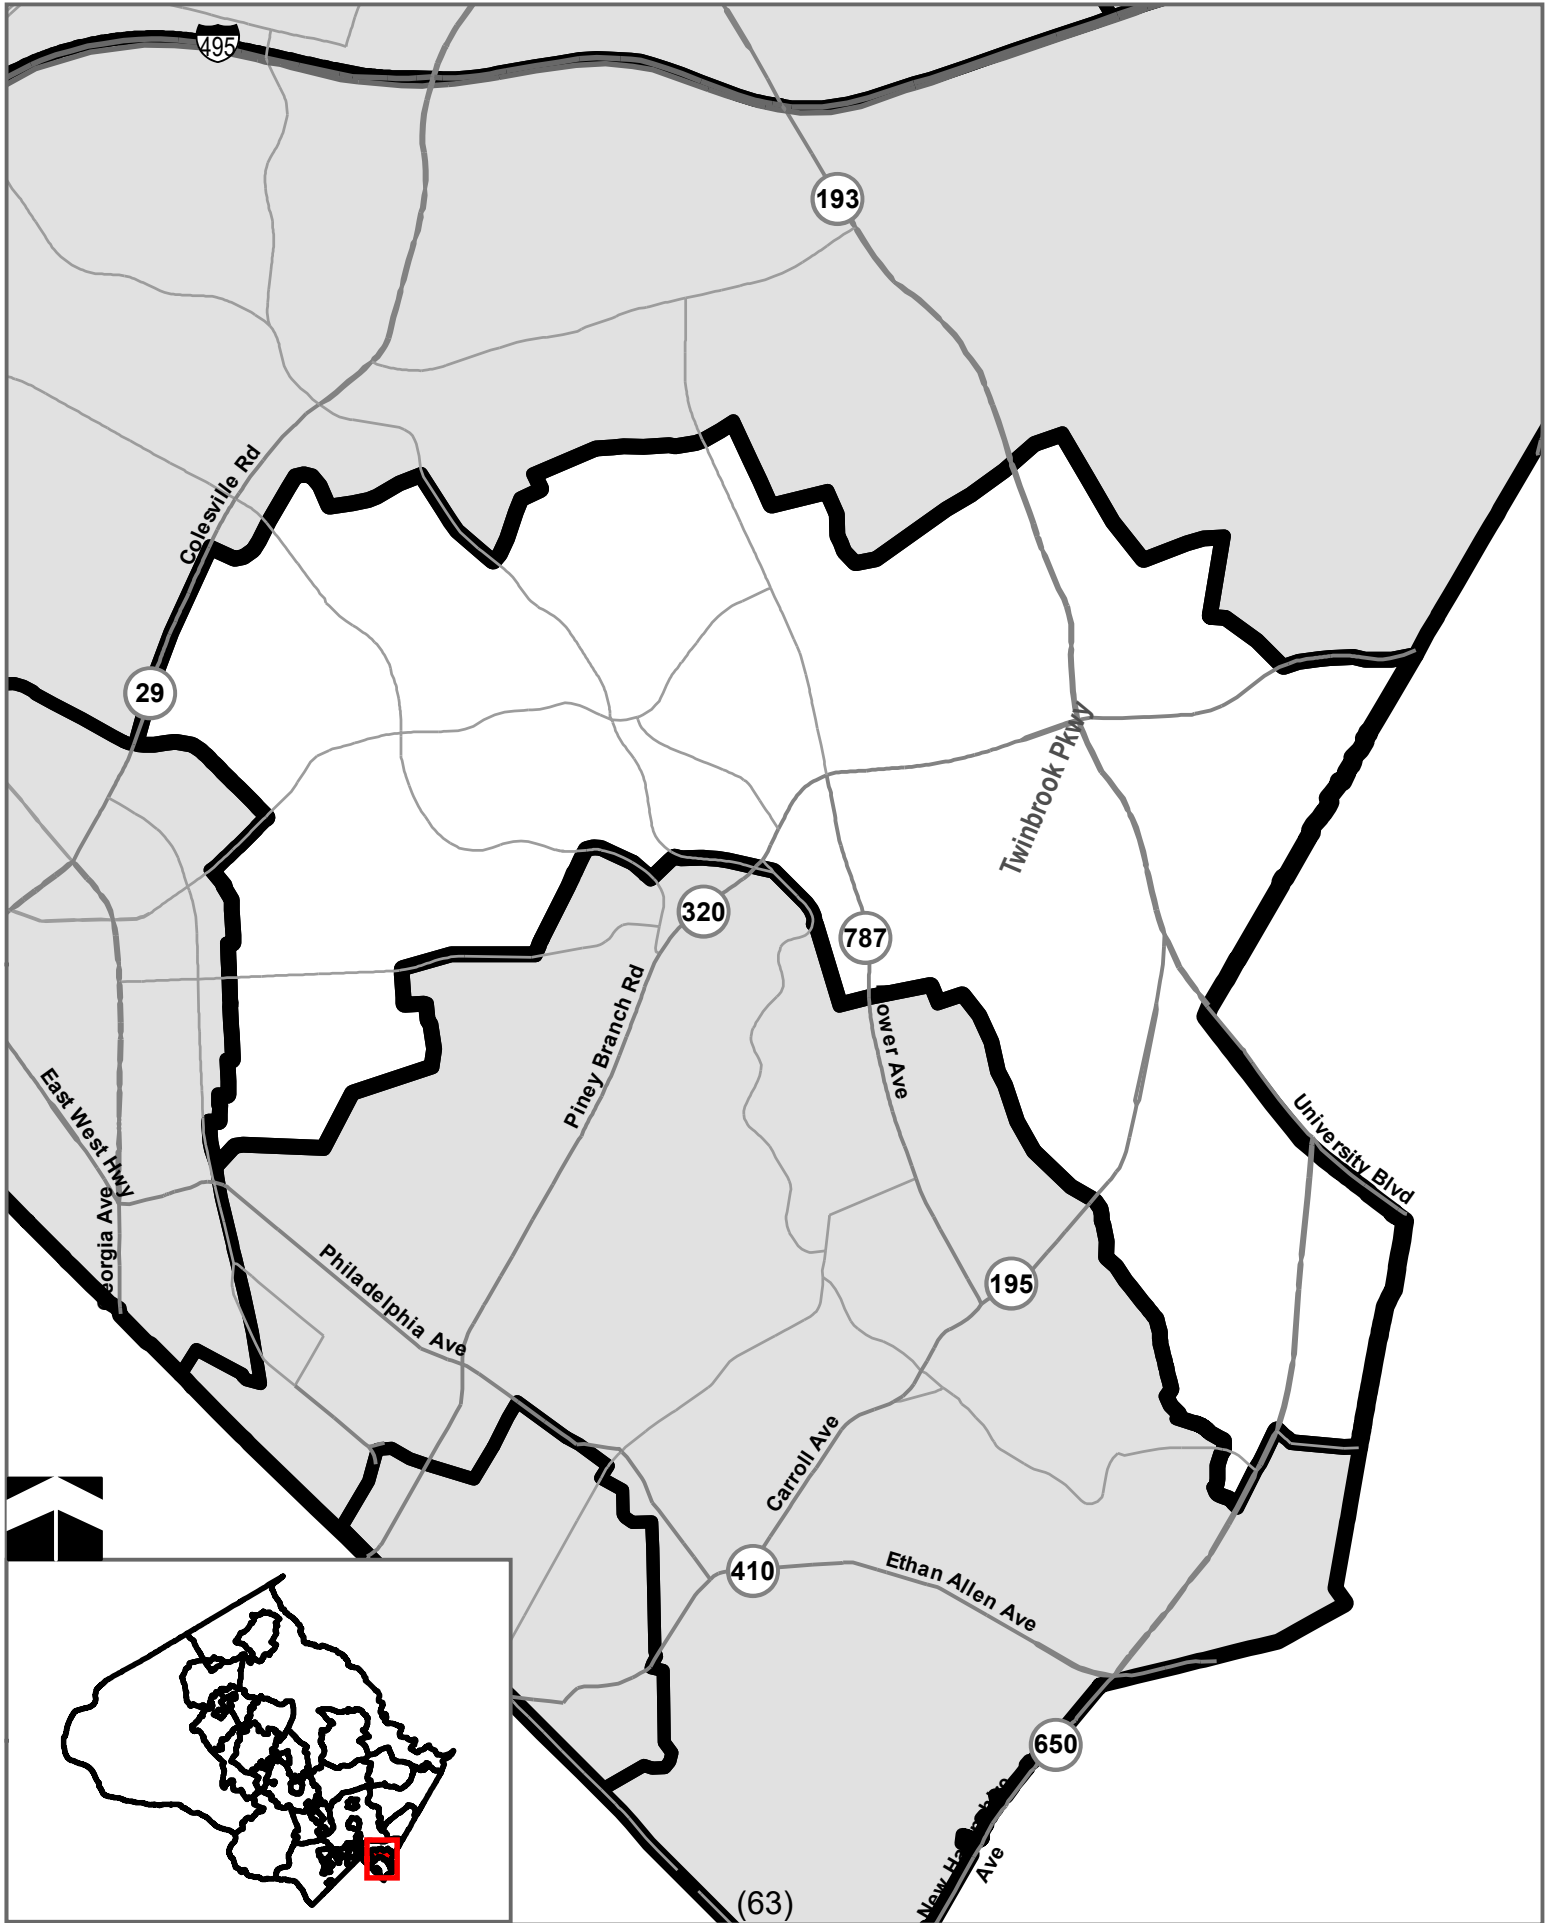 495
193
Colesville Rd
29
Twinbrook Pkwy
320
787
Piney Branch Rd
ower Ave
East West Hwy
University Blvd
eorgia Ave
Philadelphia Ave
195
Carroll Ave
410
Ethan Allen Ave
650
New
Ave
(63)